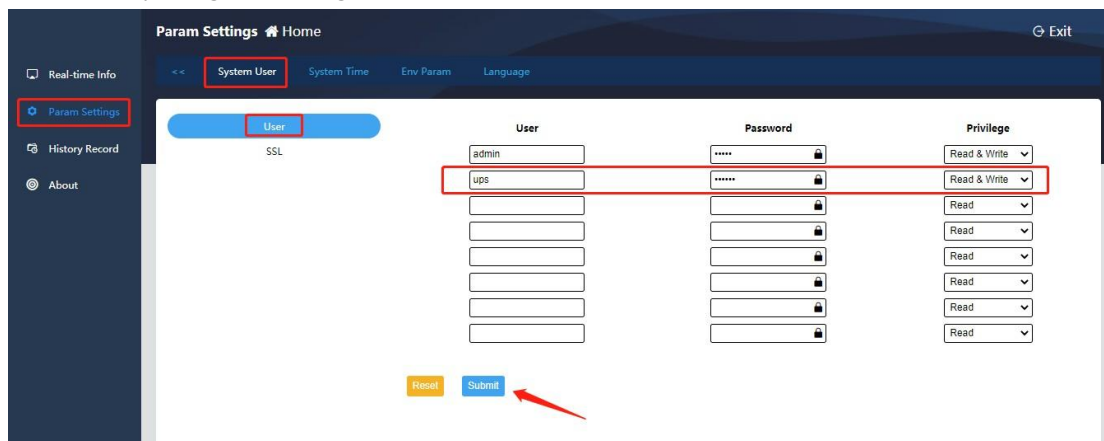 Param Settings Home
Exit
Real-time Info
Param Settings
History Record
About
<< System User System Time Env Param Language
User
SSL
User Password Privilege
admin ••••• Read & Write
ups •••••• Read & Write
Read
Read
Read
Read
Read
Read
Reset Submit